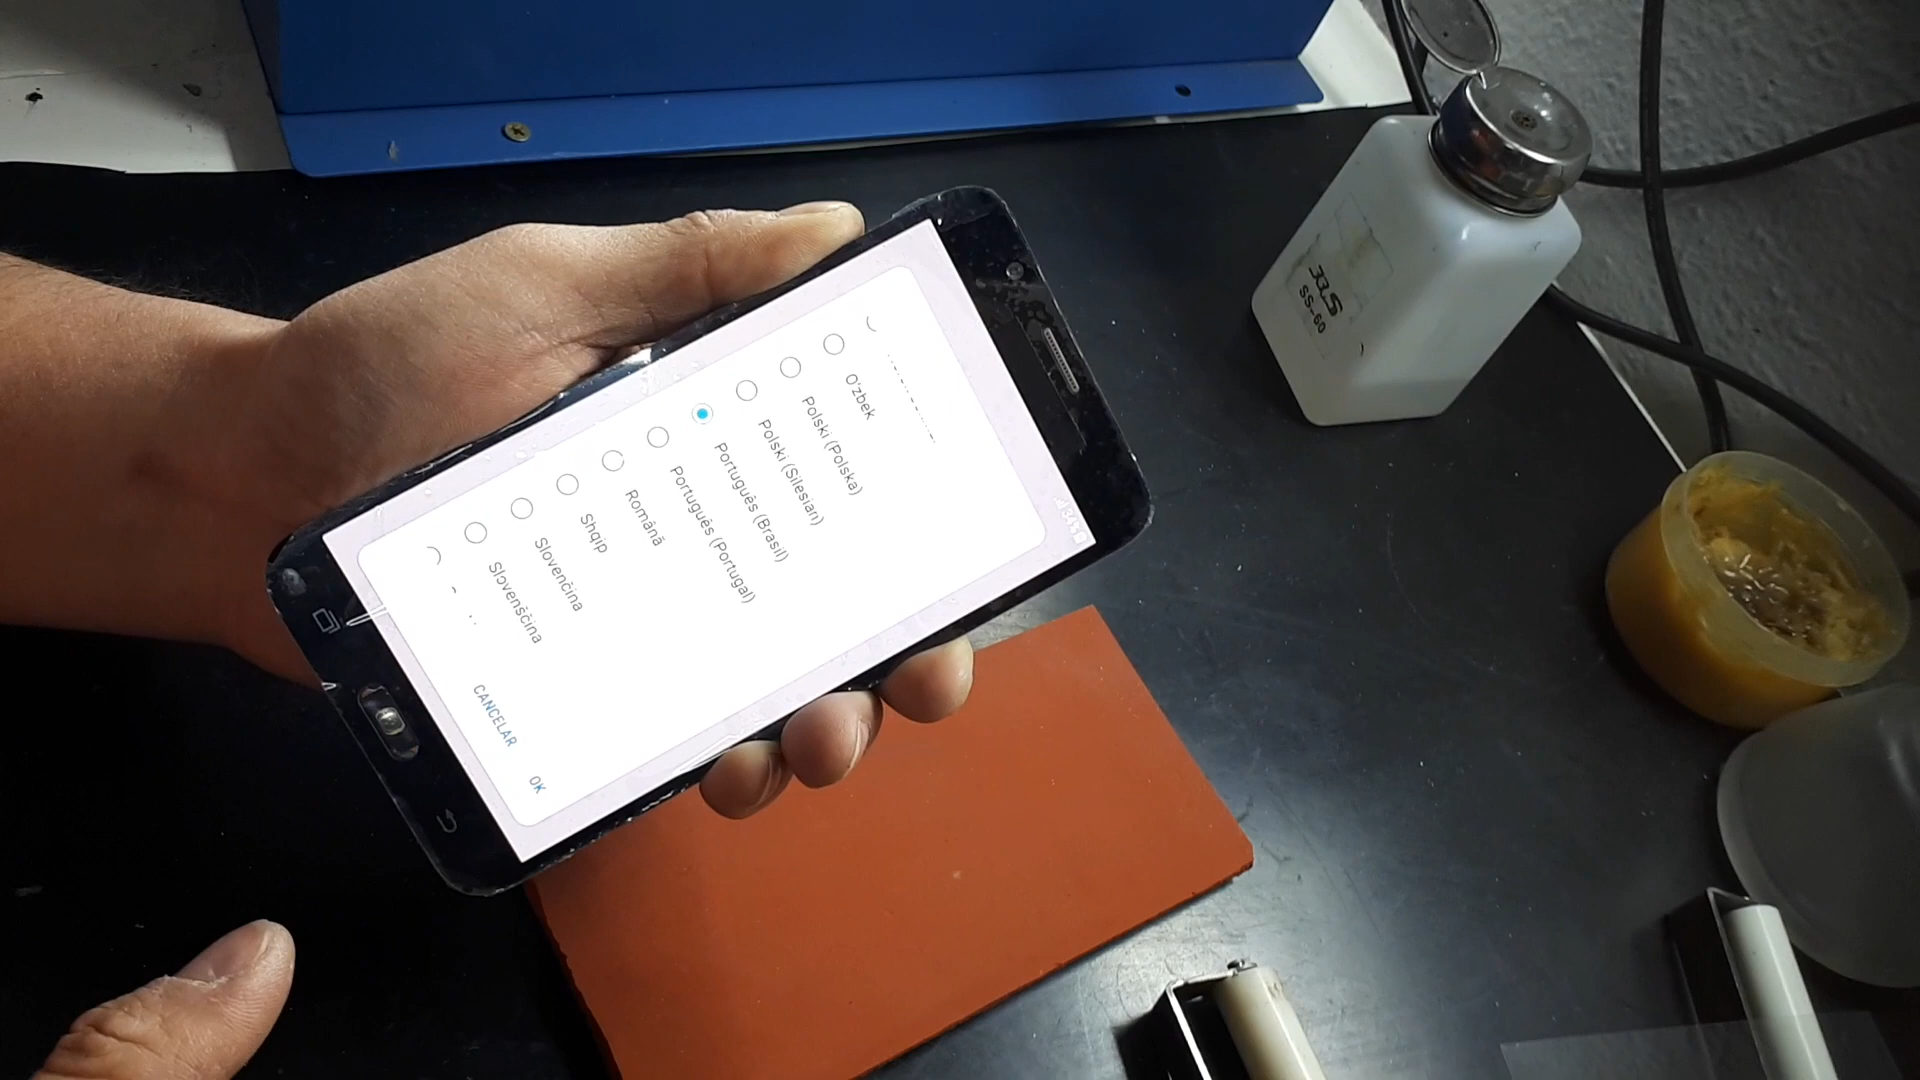 O'zbek
Polski (Polska)
Polski (Silesian)
Português (Brasil)
Português (Portugal)
Română
Shqip
Slovenčina
Slovenščina
CANCELAR
OK
SS-60